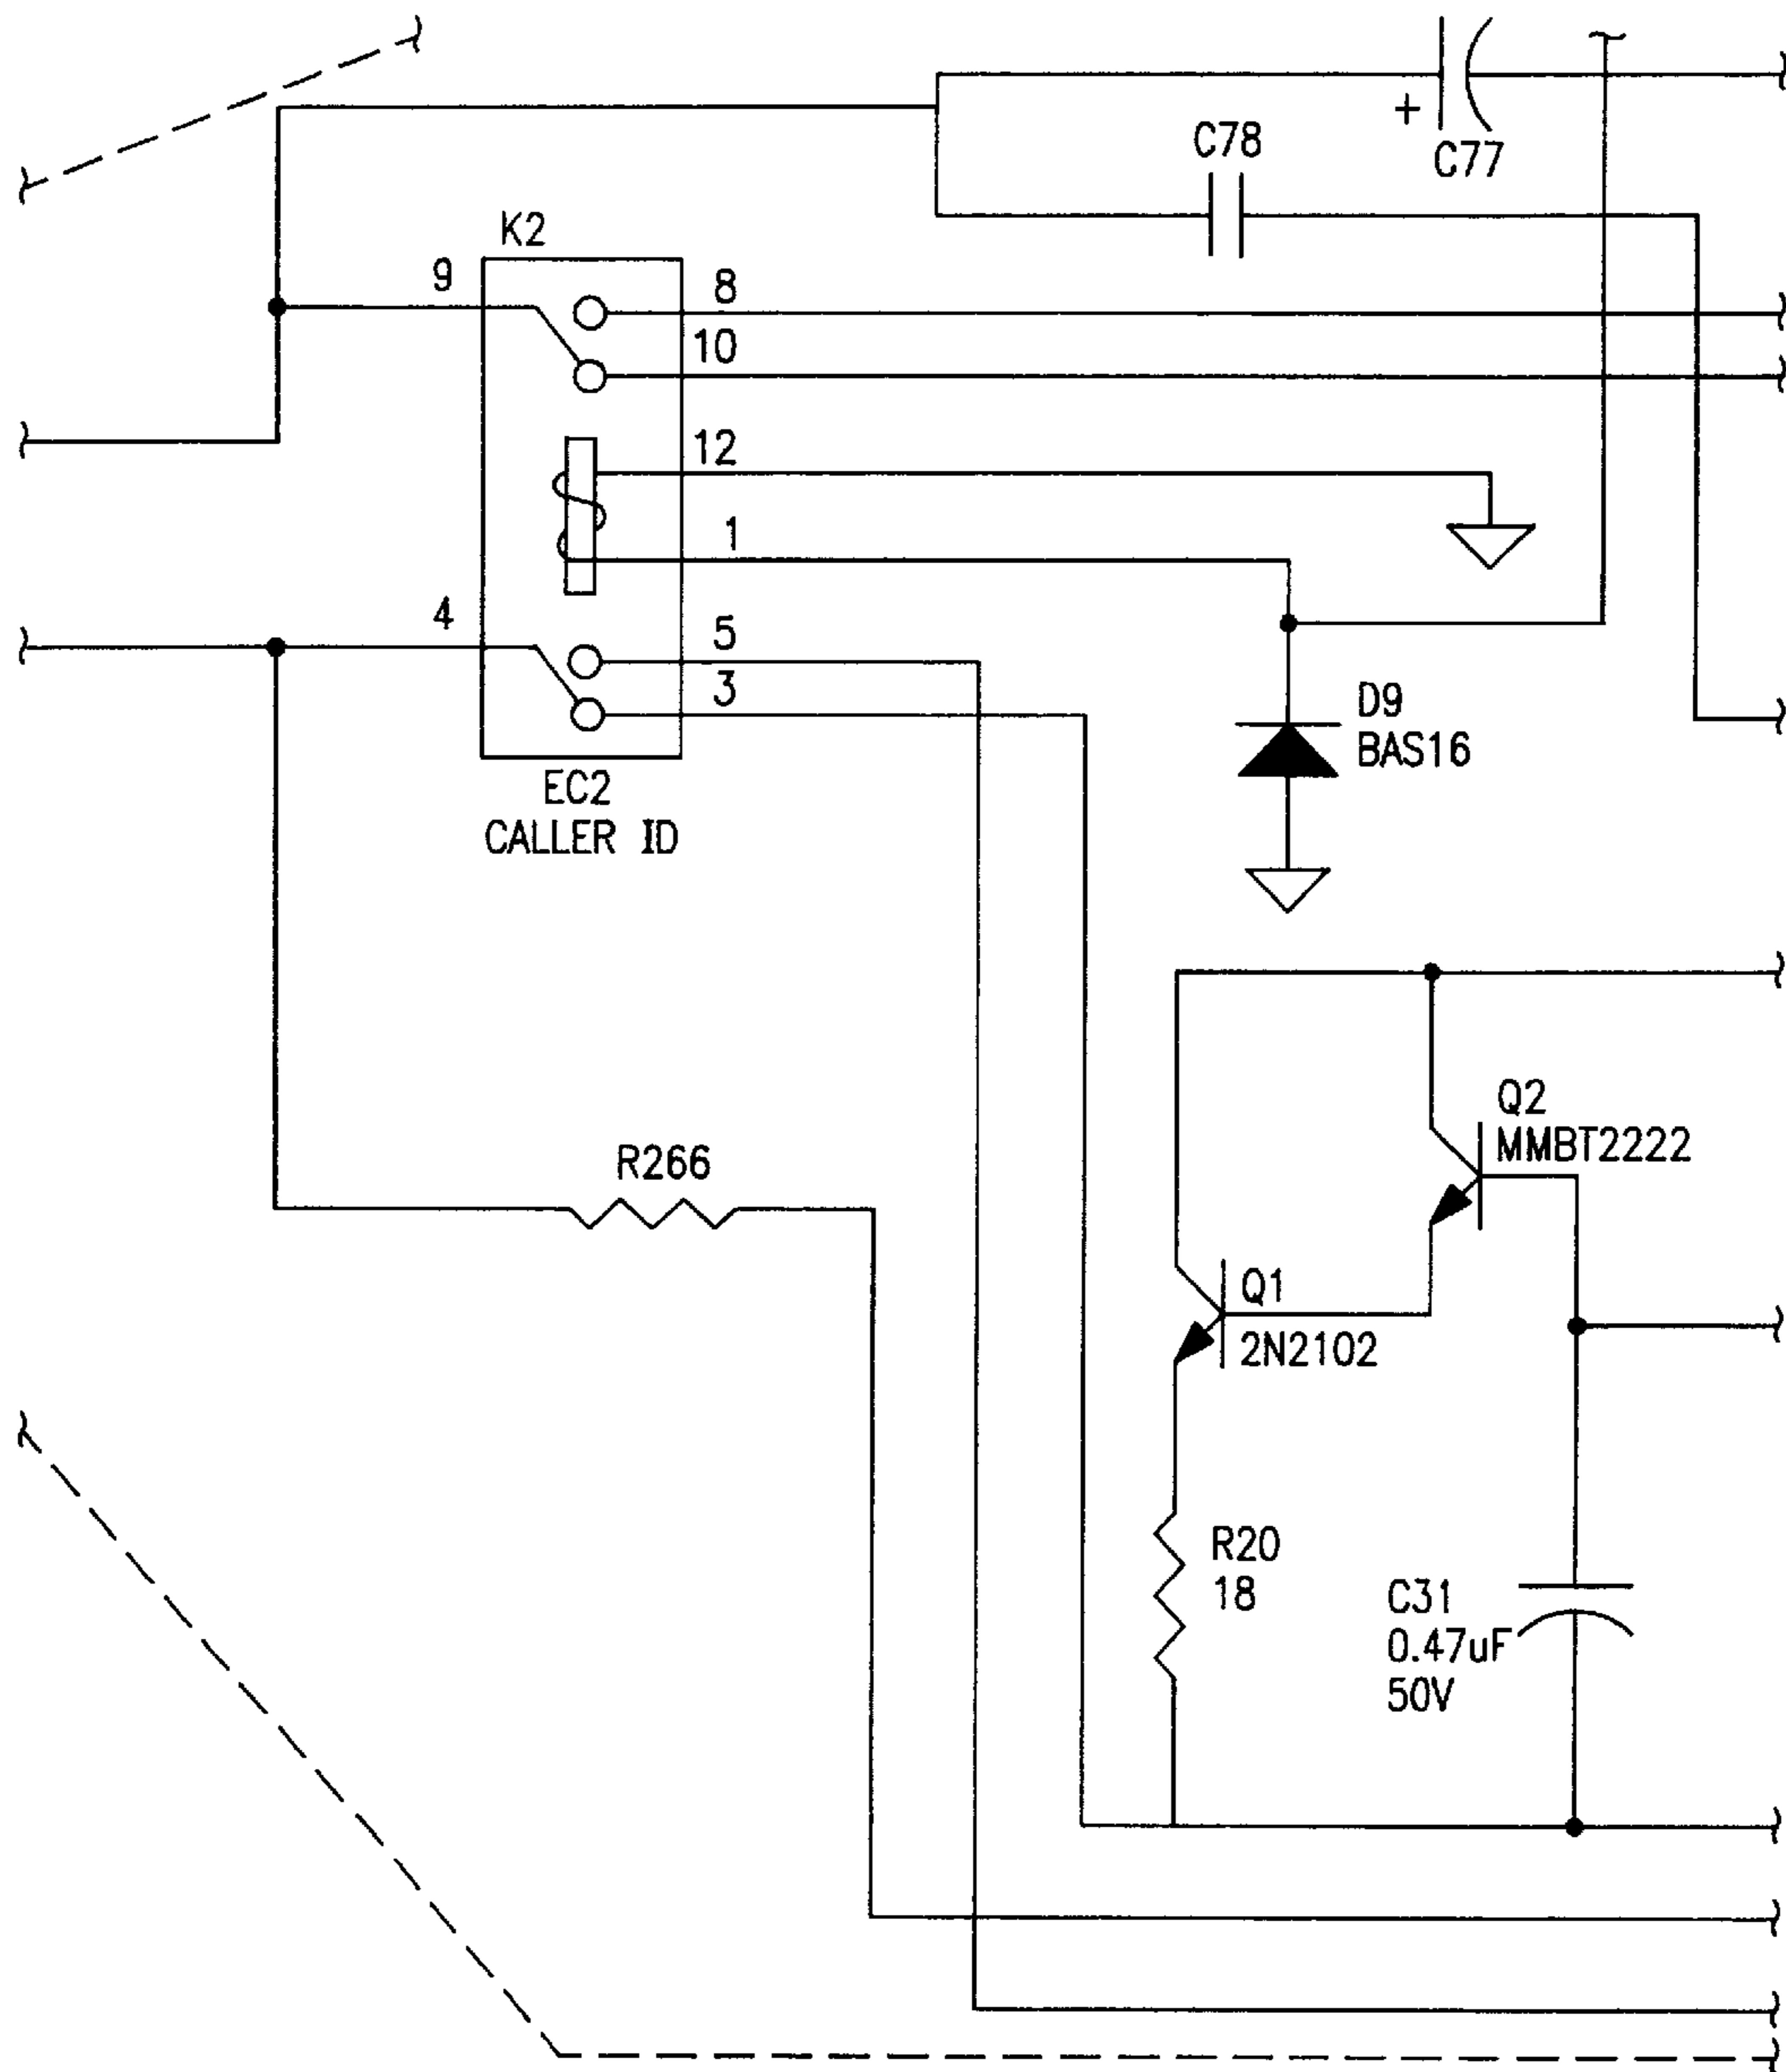 +
C77
C78
K2
9
8
10
12
1
4
5
3
EC2
CALLER ID
D9
BAS16
Q2
MMBT2222
R266
Q1
2N2102
R20
18
C31
0.47uF
50V